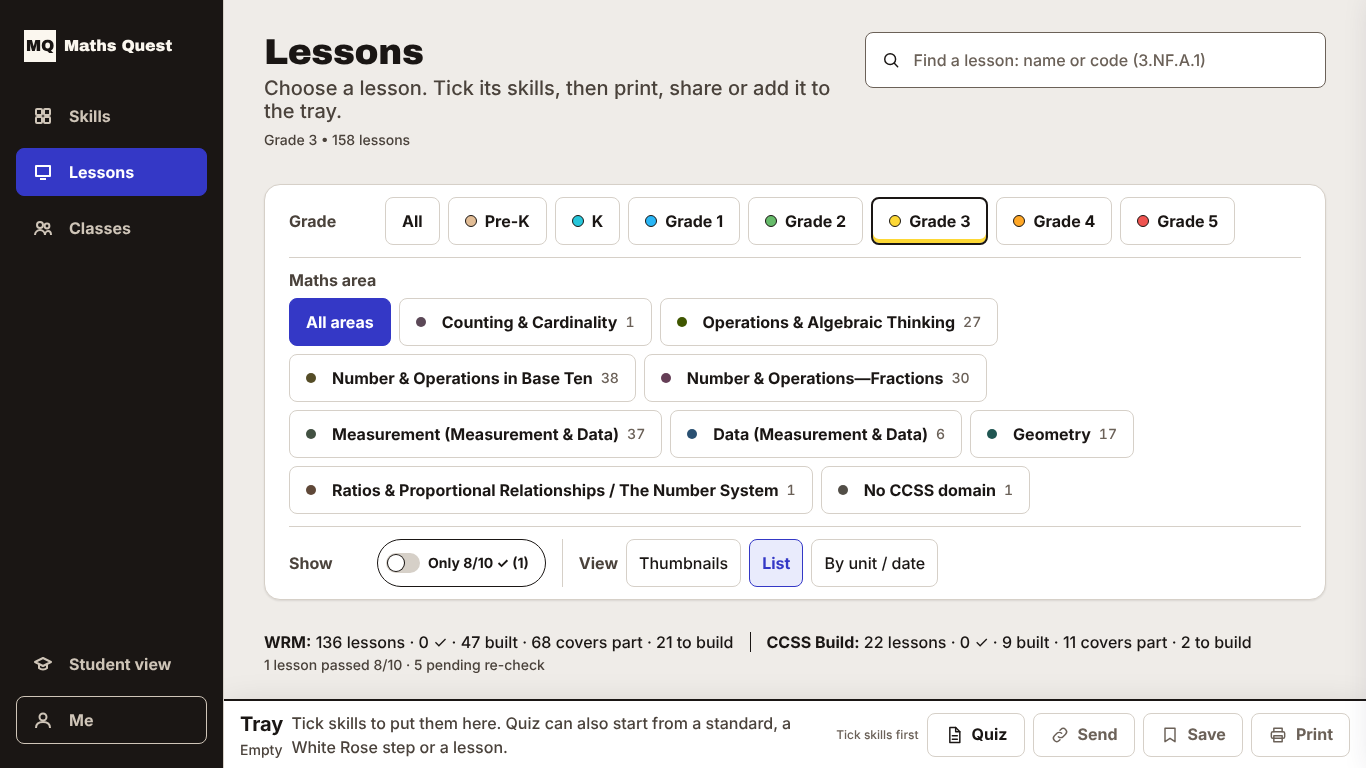 MQ Maths Quest
Skills
Lessons
Classes
Student view
Me
Lessons
Choose a lesson. Tick its skills, then print, share or add it to
the tray.
Grade 3 • 158 lessons
Find a lesson: name or code (3.NF.A.1)
Grade All Pre-K K Grade 1 Grade 2 Grade 3 Grade 4 Grade 5
Maths area
All areas Counting & Cardinality 1 Operations & Algebraic Thinking 27
Number & Operations in Base Ten 38 Number & Operations—Fractions 30
Measurement (Measurement & Data) 37 Data (Measurement & Data) 6 Geometry 17
Ratios & Proportional Relationships / The Number System 1 No CCSS domain 1
Show Only 8/10 ✓ (1) View Thumbnails List By unit / date
WRM: 136 lessons · 0 ✓ · 47 built · 68 covers part · 21 to build CCSS Build: 22 lessons · 0 ✓ · 9 built · 11 covers part · 2 to build
1 lesson passed 8/10 · 5 pending re-check
Tray
Empty
Tick skills to put them here. Quiz can also start from a standard, a
White Rose step or a lesson.
Tick skills first Quiz Send Save Print